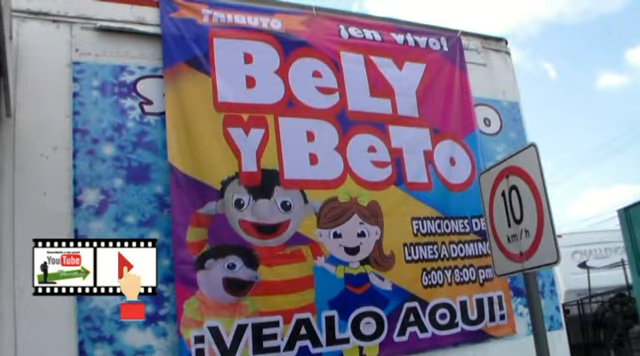 TRIBUTO
¡en vivo!
BeLY
Y BeTo
FUNCIONES DE
LUNES A DOMINGO
6:00 Y 8:00 pm
¡VEALO AQUI!
10
km/h
CHALLENGER
YouTube